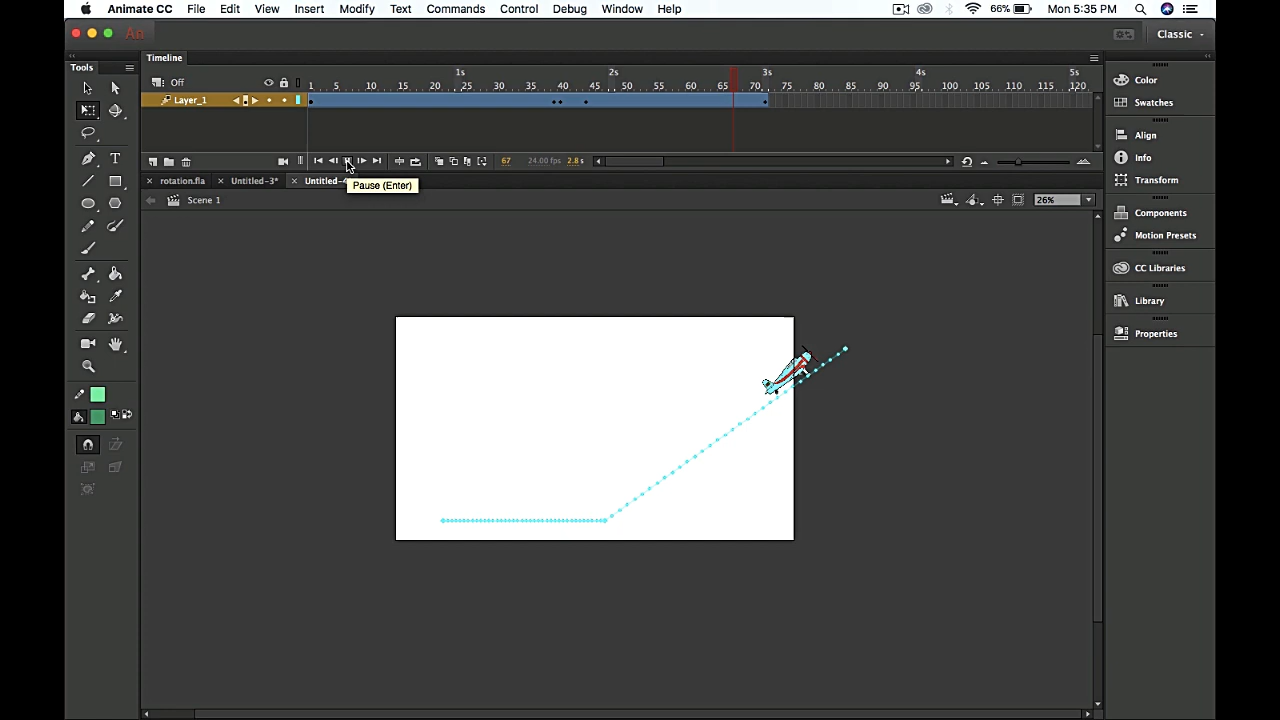 Animate CC File Edit View Insert Modify Text Commands Control Debug Window Help 66% Mon 5:35 PM
An Classic
Timeline
Tools
Off 1s 2s 3s 4s 5s
1 5 10 15 20 25 30 35 40 45 50 55 60 65 70 75 80 85 90 95 100 105 110 115 120
Layer_1
67 24.00 fps 2.8s
rotation.fla Untitled-3* Untitled-4
Pause (Enter)
Scene 1 26%
Color
Swatches
Align
Info
Transform
Components
Motion Presets
CC Libraries
Library
Properties
T